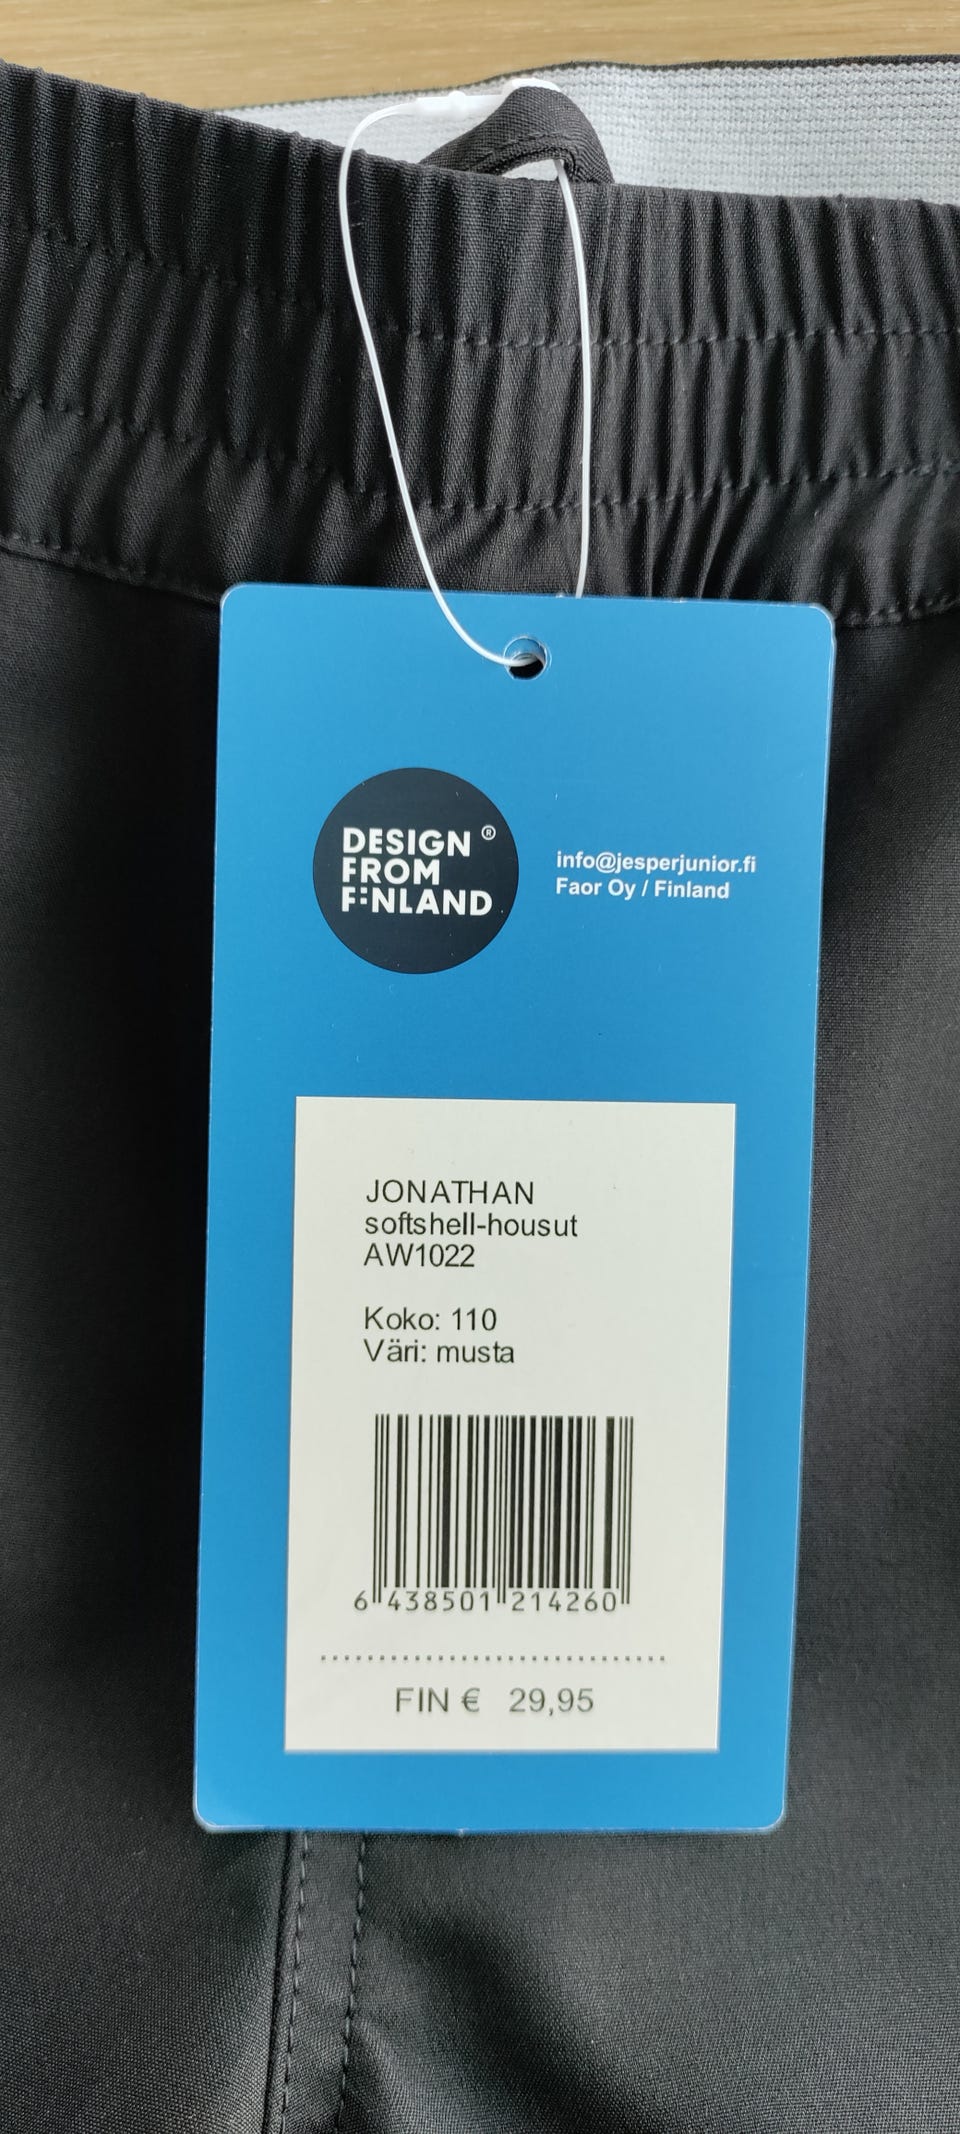 DESIGN ®
FROM
FINLAND
info@jesperjunior.fi
Faor Oy / Finland
JONATHAN
softshell-housut
AW1022
Koko: 110
Väri: musta
6 438501 214260
FIN € 29,95